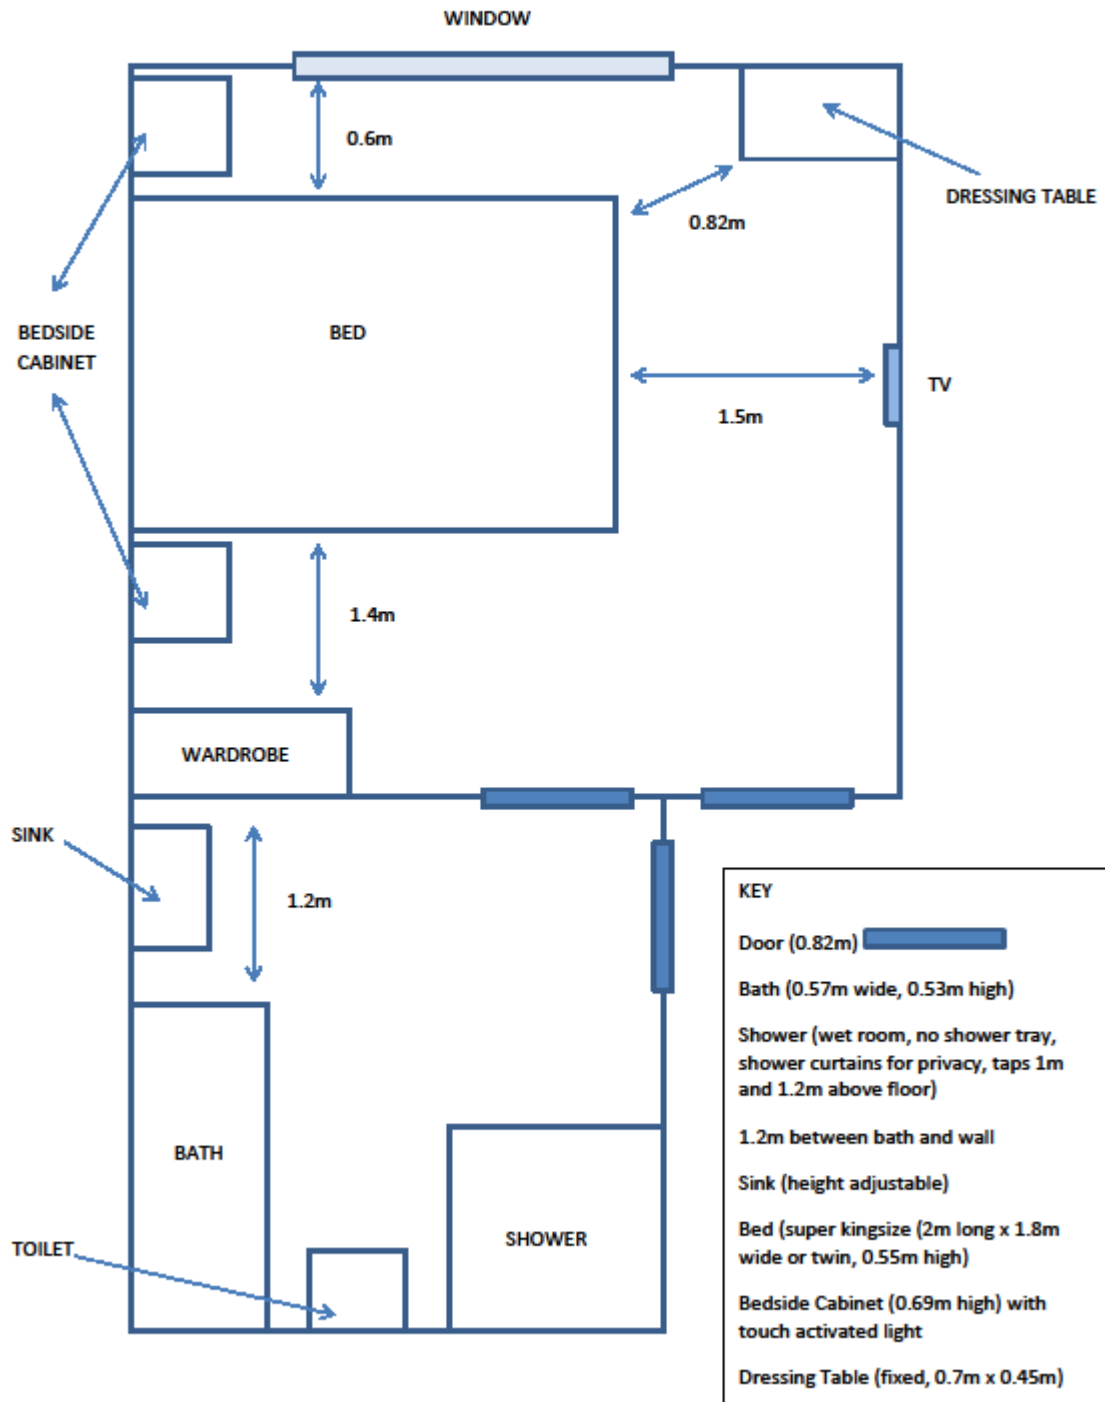 WINDOW
0.6m
DRESSING TABLE
0.82m
BEDSIDE
CABINET
BED
TV
1.5m
1.4m
WARDROBE
SINK
1.2m
BATH
TOILET
SHOWER
KEY
Door (0.82m)
Bath (0.57m wide, 0.53m high)
Shower (wet room, no shower tray,
shower curtains for privacy, taps 1m
and 1.2m above floor)
1.2m between bath and wall
Sink (height adjustable)
Bed (super kingsize (2m long x 1.8m
wide or twin, 0.55m high)
Bedside Cabinet (0.69m high) with
touch activated light
Dressing Table (fixed, 0.7m x 0.45m)